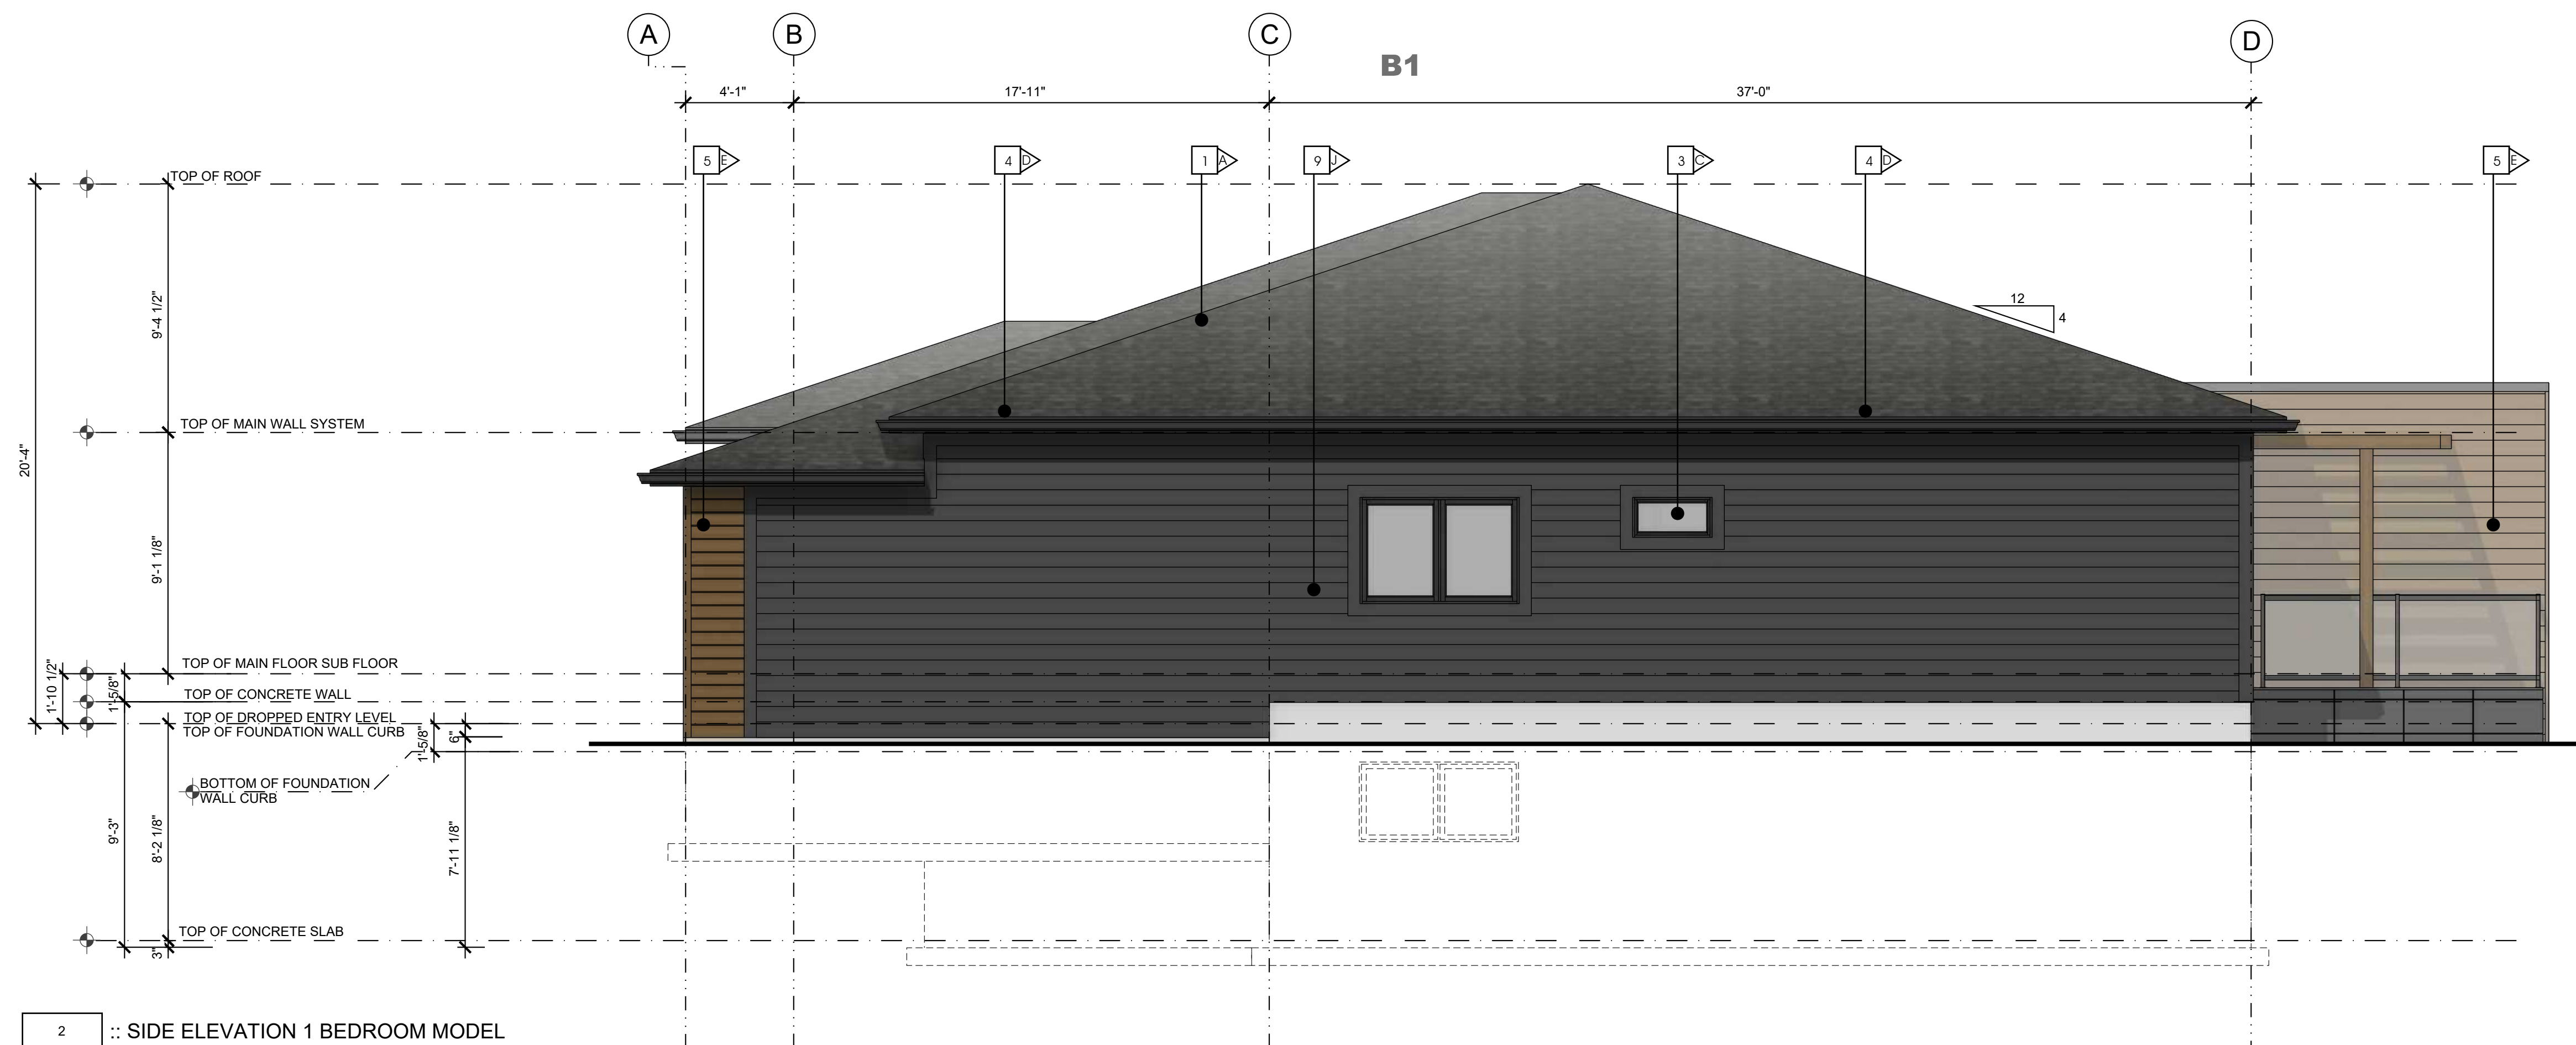 A B C D
B1
4'-1" 17'-11" 37'-0"
5 E 4 D 1 A 9 J 3 C 4 D 5 E
TOP OF ROOF
12
4
9'-4 1/2"
TOP OF MAIN WALL SYSTEM
20'-4"
9'-1 1/8"
TOP OF MAIN FLOOR SUB FLOOR
1'-10 1/2"
1'-5/8"
TOP OF CONCRETE WALL
TOP OF DROPPED ENTRY LEVEL
TOP OF FOUNDATION WALL CURB
1'-5/8"
6"
BOTTOM OF FOUNDATION
WALL CURB
9'-3"
8'-2 1/8"
7'-11 1/8"
TOP OF CONCRETE SLAB
3"
2 :: SIDE ELEVATION 1 BEDROOM MODEL